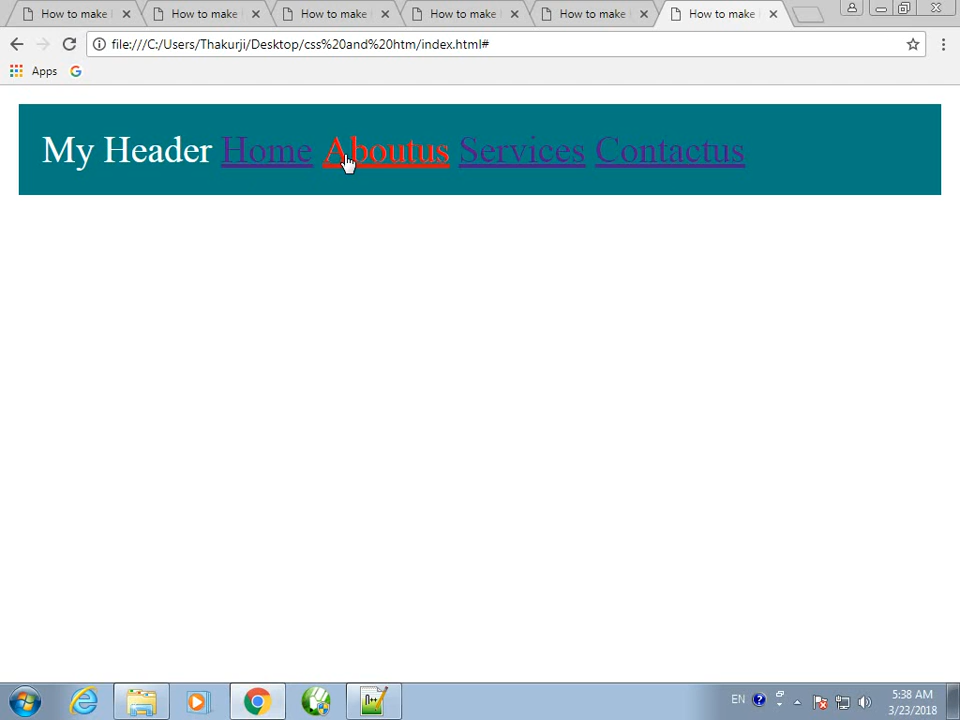 How to make How to make How to make How to make How to make How to make
file:///C:/Users/Thakurji/Desktop/css%20and%20htm/index.html#
Apps
My Header Home Aboutus Services Contactus
EN
5:38 AM
3/23/2018